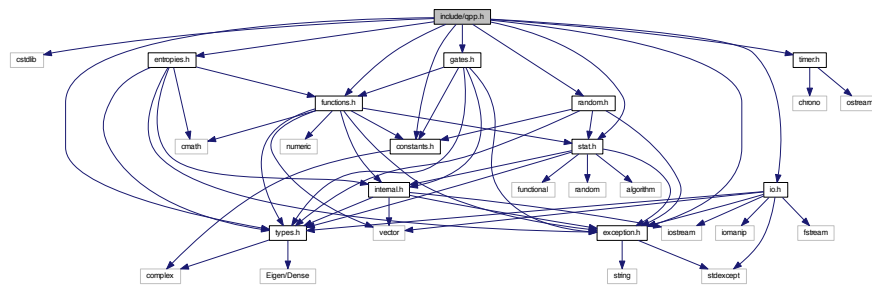 include/qpp.h
cstdlib
entropies.h
gates.h
timer.h
functions.h
random.h
chrono
ostream
cmath
numeric
constants.h
stat.h
internal.h
functional
random
algorithm
io.h
types.h
vector
exception.h
iostream
iomanip
fstream
complex
Eigen/Dense
string
stdexcept